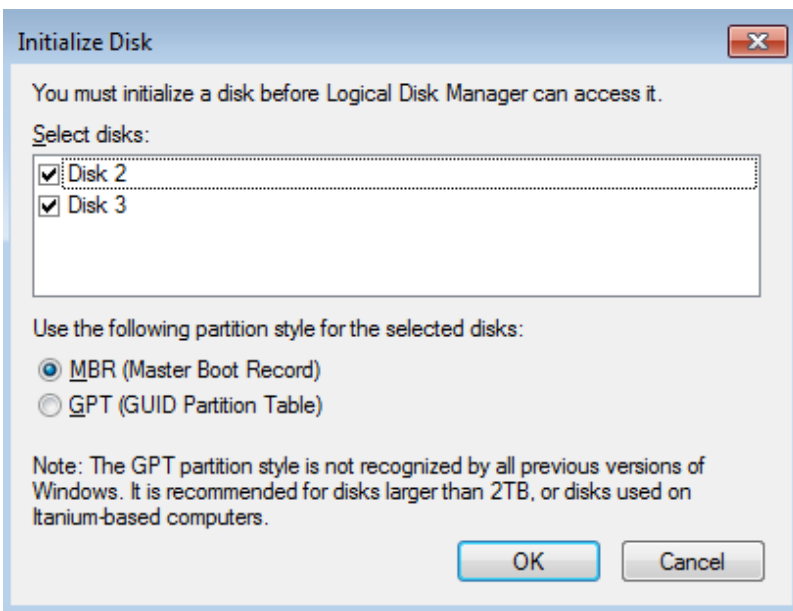 Initialize Disk
You must initialize a disk before Logical Disk Manager can access it.
Select disks:
Disk 2
Disk 3
Use the following partition style for the selected disks:
MBR (Master Boot Record)
GPT (GUID Partition Table)
Note: The GPT partition style is not recognized by all previous versions of
Windows. It is recommended for disks larger than 2TB, or disks used on
Itanium-based computers.
OK Cancel